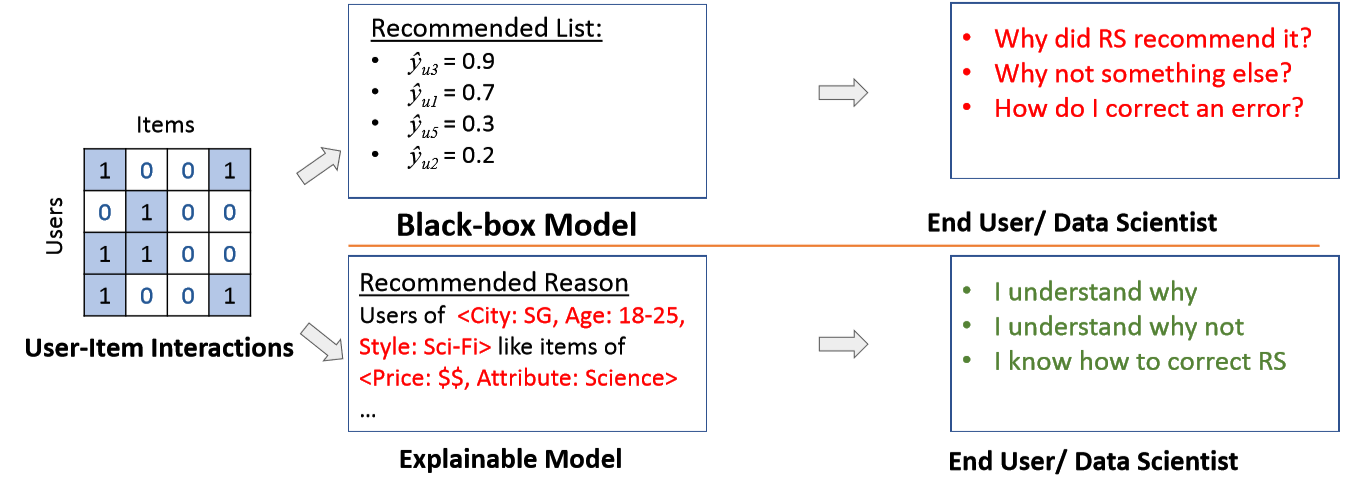 Items
Users
1 0 0 1
0 1 0 0
1 1 0 0
1 0 0 1
User-Item Interactions
Recommended List:
• ŷu3 = 0.9
• ŷu1 = 0.7
• ŷu5 = 0.3
• ŷu2 = 0.2
Black-box Model
• Why did RS recommend it?
• Why not something else?
• How do I correct an error?
End User/ Data Scientist
Recommended Reason
Users of <City: SG, Age: 18-25,
Style: Sci-Fi> like items of
<Price: $$, Attribute: Science>
...
Explainable Model
• I understand why
• I understand why not
• I know how to correct RS
End User/ Data Scientist